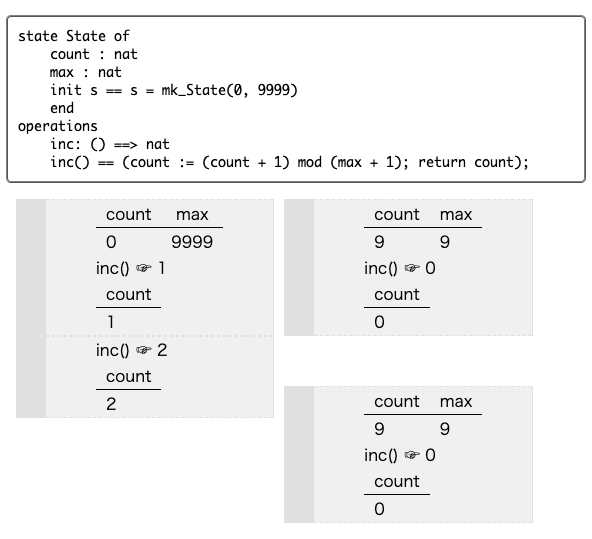 state State of
count : nat
max : nat
init s == s = mk_State(0, 9999)
end
operations
inc: () ==> nat
inc() == (count := (count + 1) mod (max + 1); return count);
count max
0 9999
inc() ☞ 1
count
1
inc() ☞ 2
count
2
count max
9 9
inc() ☞ 0
count
0
count max
9 9
inc() ☞ 0
count
0